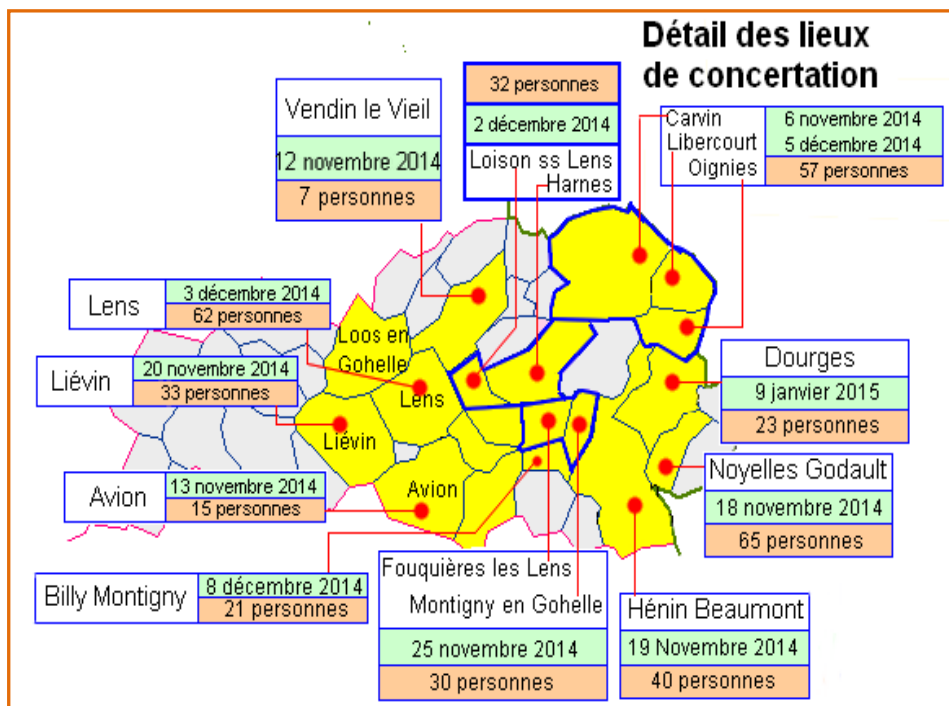 Détail des lieux
de concertation
Vendin le Vieil
12 novembre 2014
7 personnes
32 personnes
2 décembre 2014
Loison ss Lens
Harnes
Carvin
Libercourt
Oignies
6 novembre 2014
5 décembre 2014
57 personnes
Lens
3 décembre 2014
62 personnes
Liévin
20 novembre 2014
33 personnes
Avion
13 novembre 2014
15 personnes
Billy Montigny
8 décembre 2014
21 personnes
Loos en
Gohelle
Lens
Liévin
Avion
Dourges
9 janvier 2015
23 personnes
Noyelles Godault
18 novembre 2014
65 personnes
Fouquières les Lens
Montigny en Gohelle
25 novembre 2014
30 personnes
Hénin Beaumont
19 Novembre 2014
40 personnes